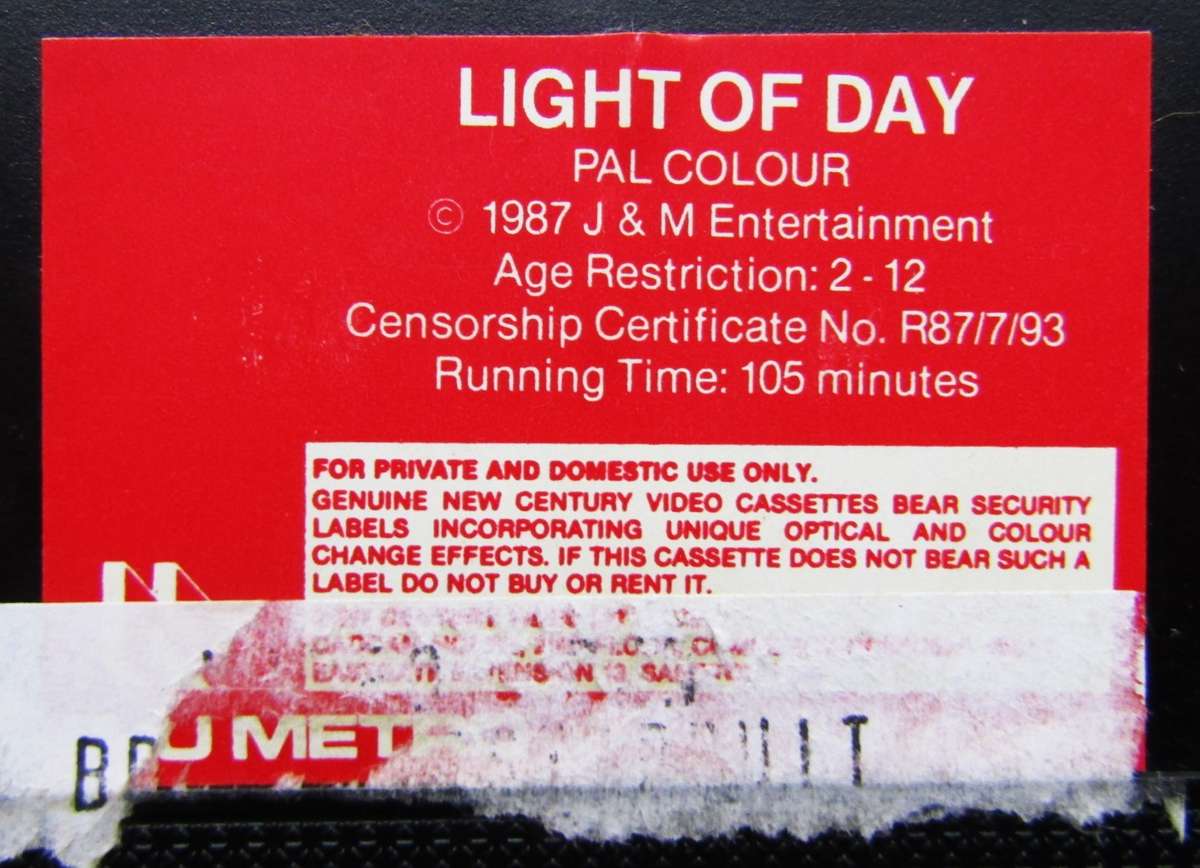 LIGHT OF DAY
PAL COLOUR
© 1987 J & M Entertainment
Age Restriction: 2 - 12
Censorship Certificate No. R87/7/93
Running Time: 105 minutes
FOR PRIVATE AND DOMESTIC USE ONLY.
GENUINE NEW CENTURY VIDEO CASSETTES BEAR SECURITY
LABELS INCORPORATING UNIQUE OPTICAL AND COLOUR
CHANGE EFFECTS. IF THIS CASSETTE DOES NOT BEAR SUCH A
LABEL DO NOT BUY OR RENT IT.